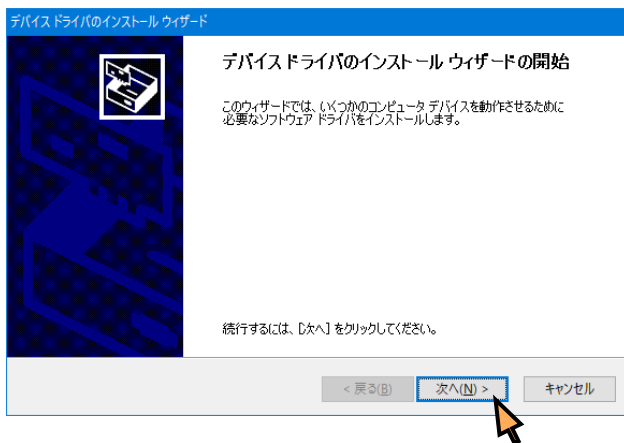 デバイス ドライバのインストール ウィザード
デバイス ドライバのインストール ウィザードの開始
このウィザードでは、いくつかのコンピュータ デバイスを動作させるために
必要なソフトウェア ドライバをインストールします。
続行するには、[次へ] をクリックしてください。
< 戻る(B)
次へ(N) >
キャンセル